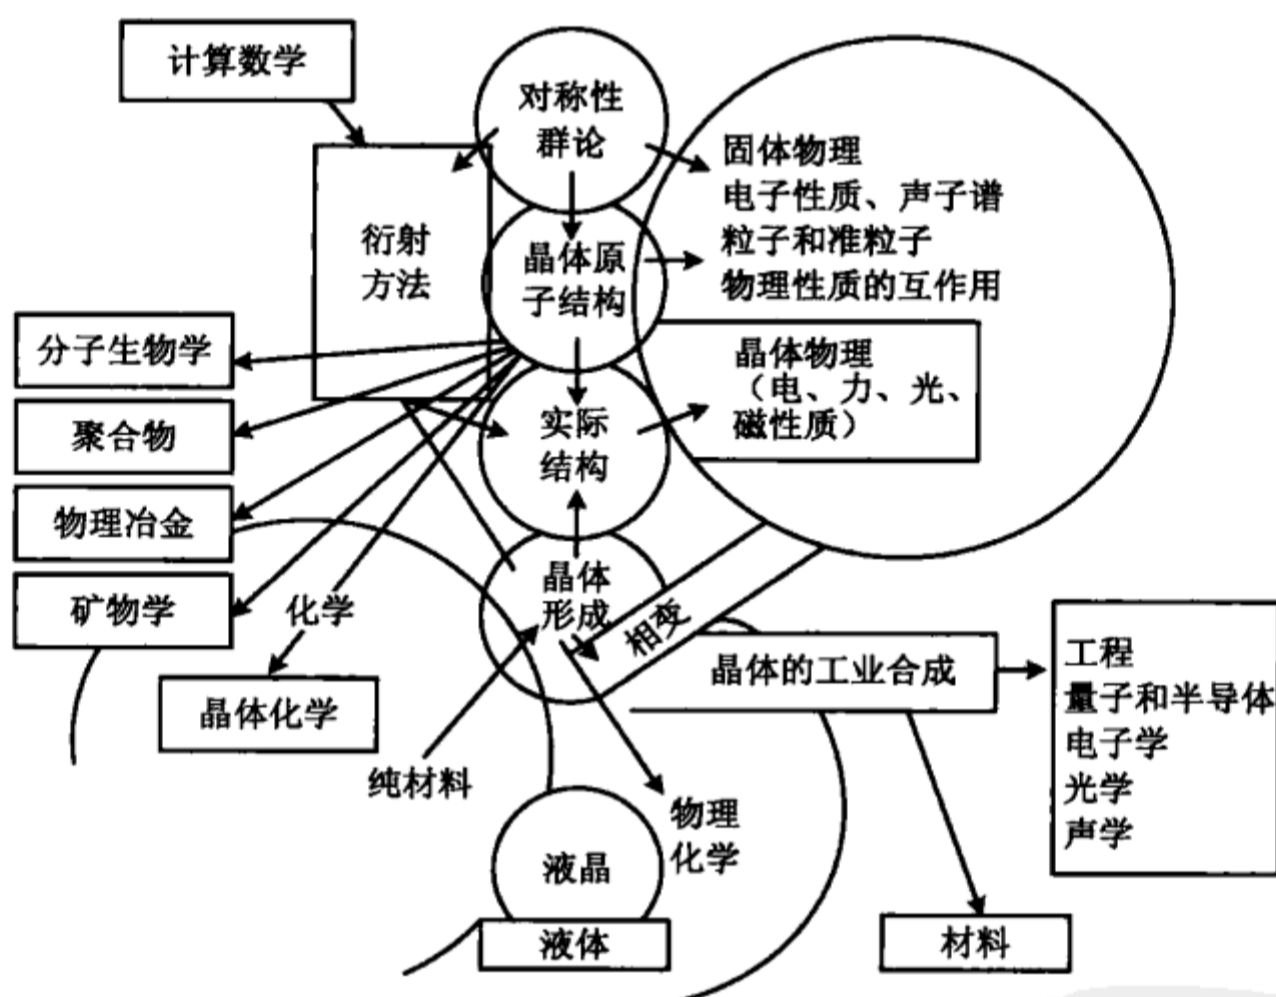 计算数学
对称性
群论
衍射
方法
固体物理
电子性质、声子谱
粒子和准粒子
物理性质的互作用
晶体原
子结构
分子生物学
聚合物
物理冶金
矿物学
晶体物理
（电、力、光、
磁性质）
实际
结构
晶体
形成
相变
化学
晶体化学
纯材料
晶体的工业合成
工程
量子和半导体
电子学
光学
声学
物理
化学
液晶
液体
材料